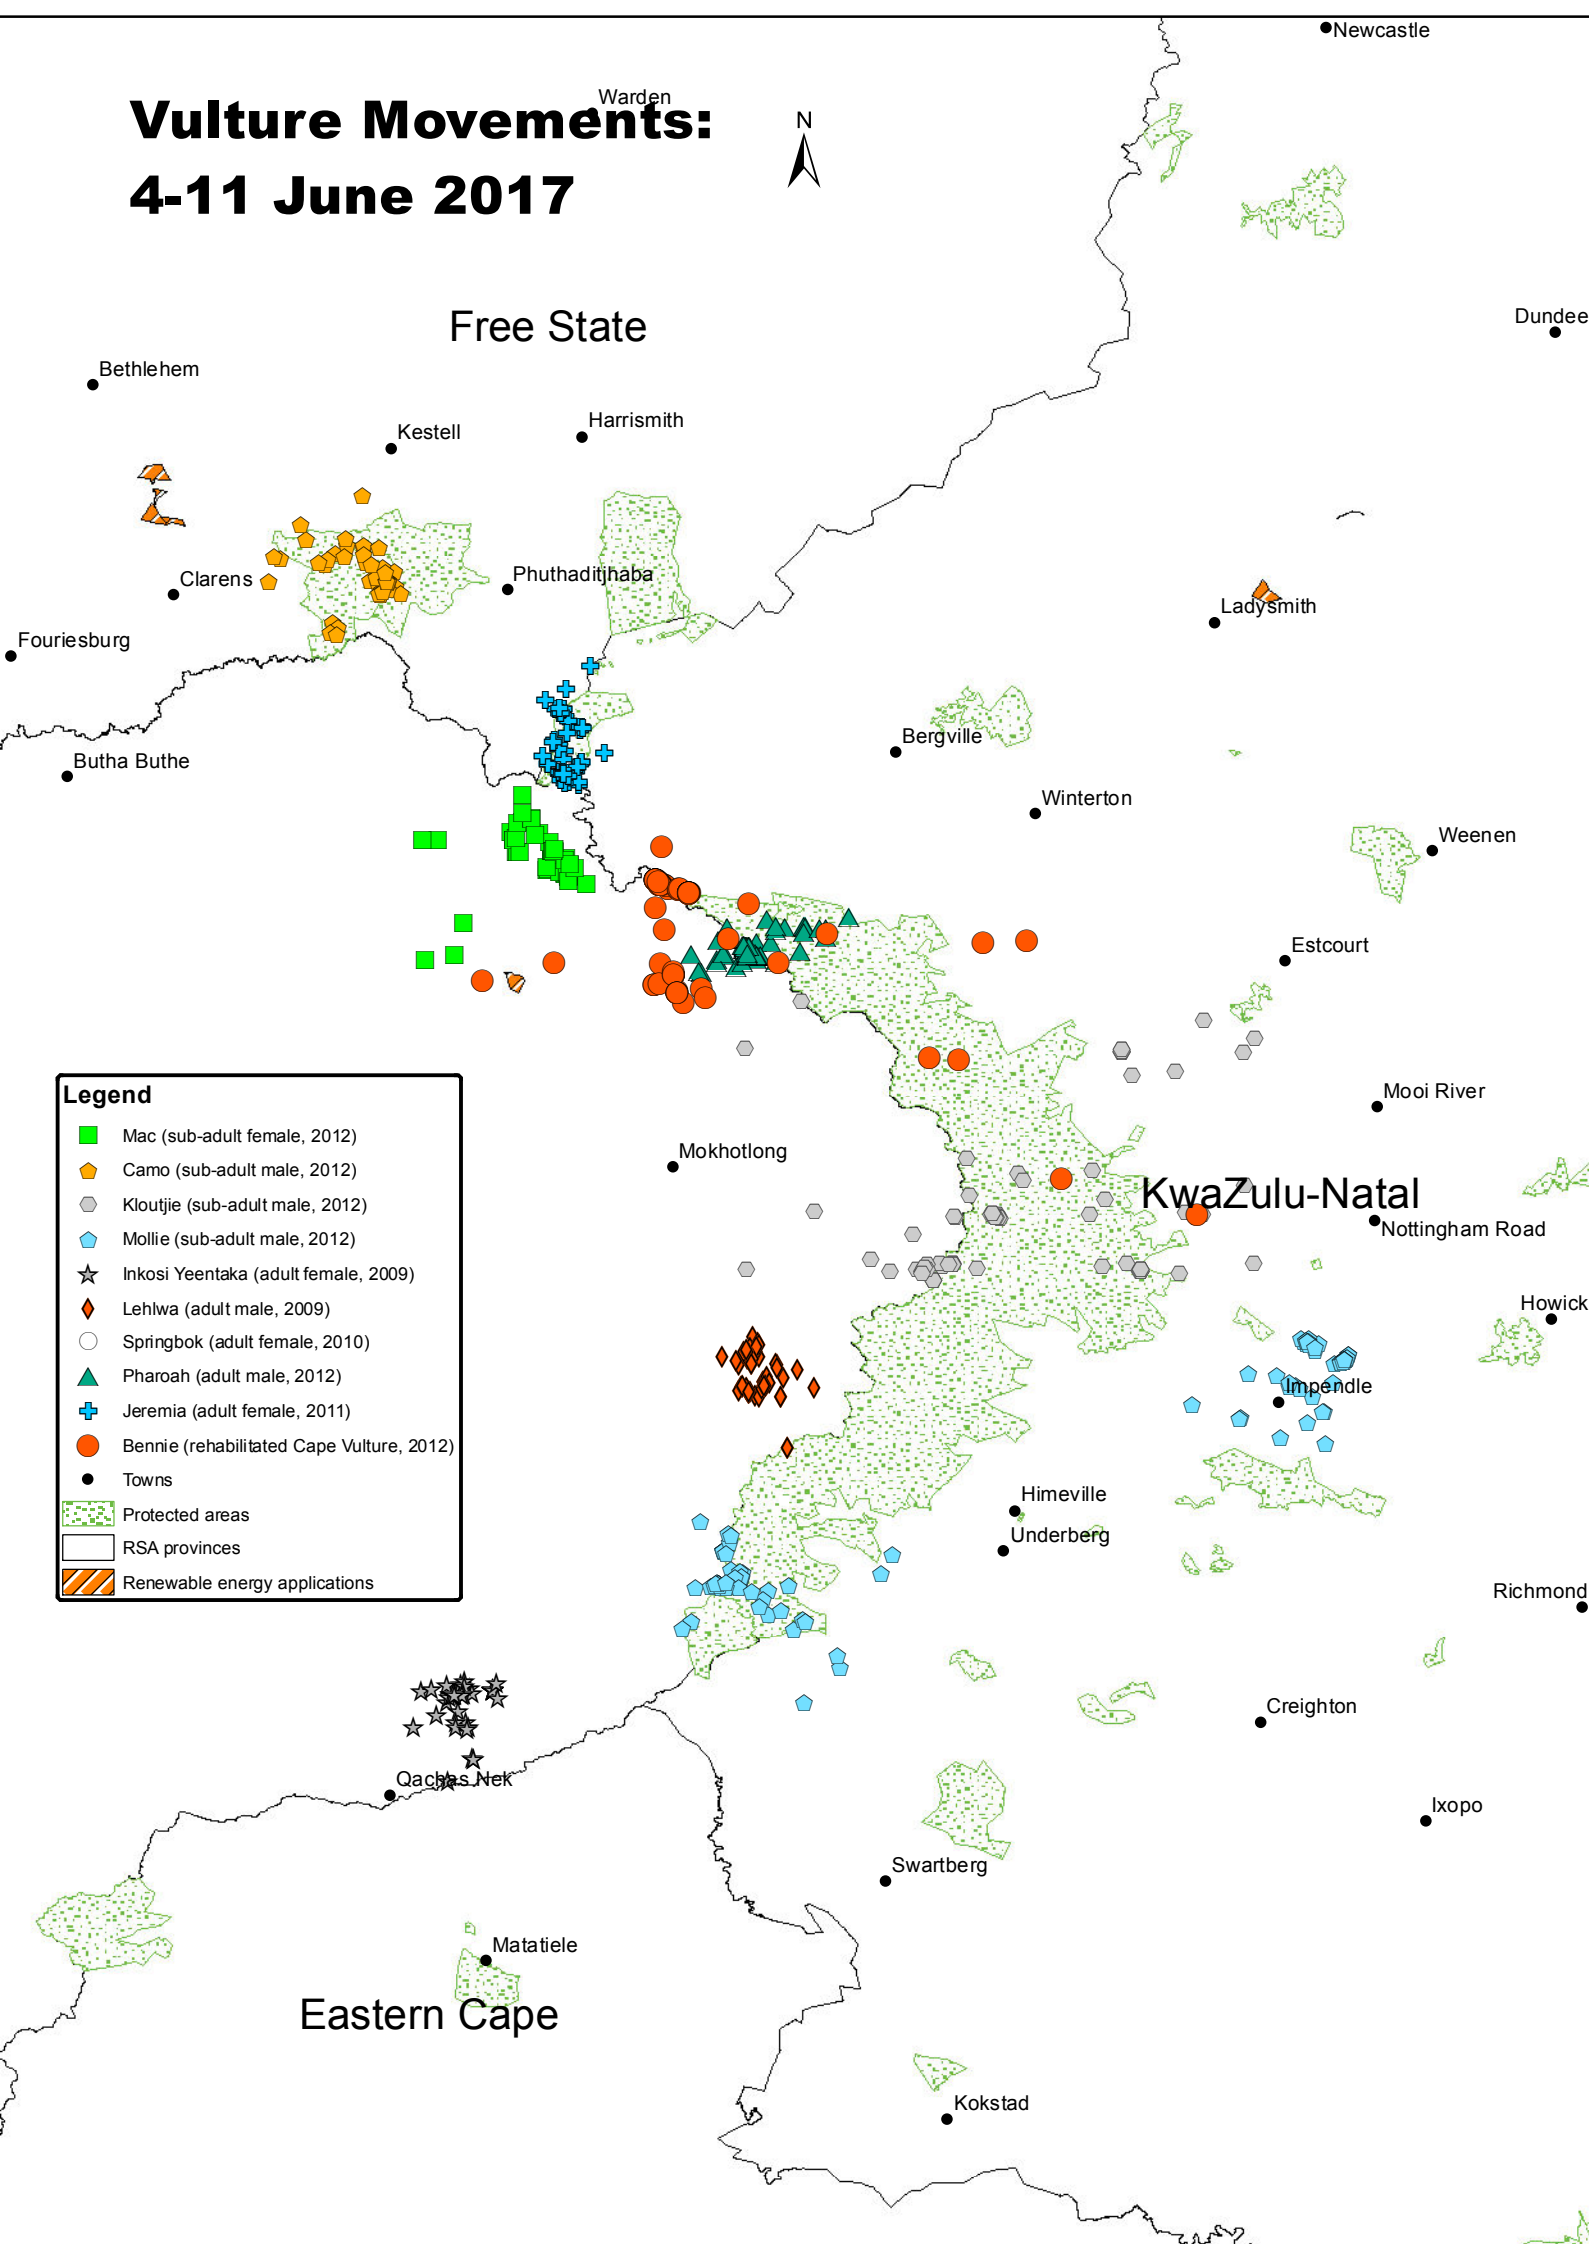 Newcastle
Warden
Vulture Movements:
4-11 June 2017
N
Free State
Dundee
Bethlehem
Kestell
Harrismith
Clarens
Phuthaditjhaba
Ladysmith
Fouriesburg
Butha Buthe
Bergville
Winterton
Weenen
Estcourt
Mooi River
Mokhotlong
KwaZulu-Natal
Nottingham Road
Howick
Impendle
Himeville
Underberg
Richmond
Legend
Mac (sub-adult female, 2012)
Camo (sub-adult male, 2012)
Kloutjie (sub-adult male, 2012)
Mollie (sub-adult male, 2012)
Inkosi Yeentaka (adult female, 2009)
Lehlwa (adult male, 2009)
Springbok (adult female, 2010)
Pharoah (adult male, 2012)
Jeremia (adult female, 2011)
Bennie (rehabilitated Cape Vulture, 2012)
Towns
Protected areas
RSA provinces
Renewable energy applications
Creighton
Qachas Nek
Ixopo
Swartberg
Matatiele
Eastern Cape
Kokstad